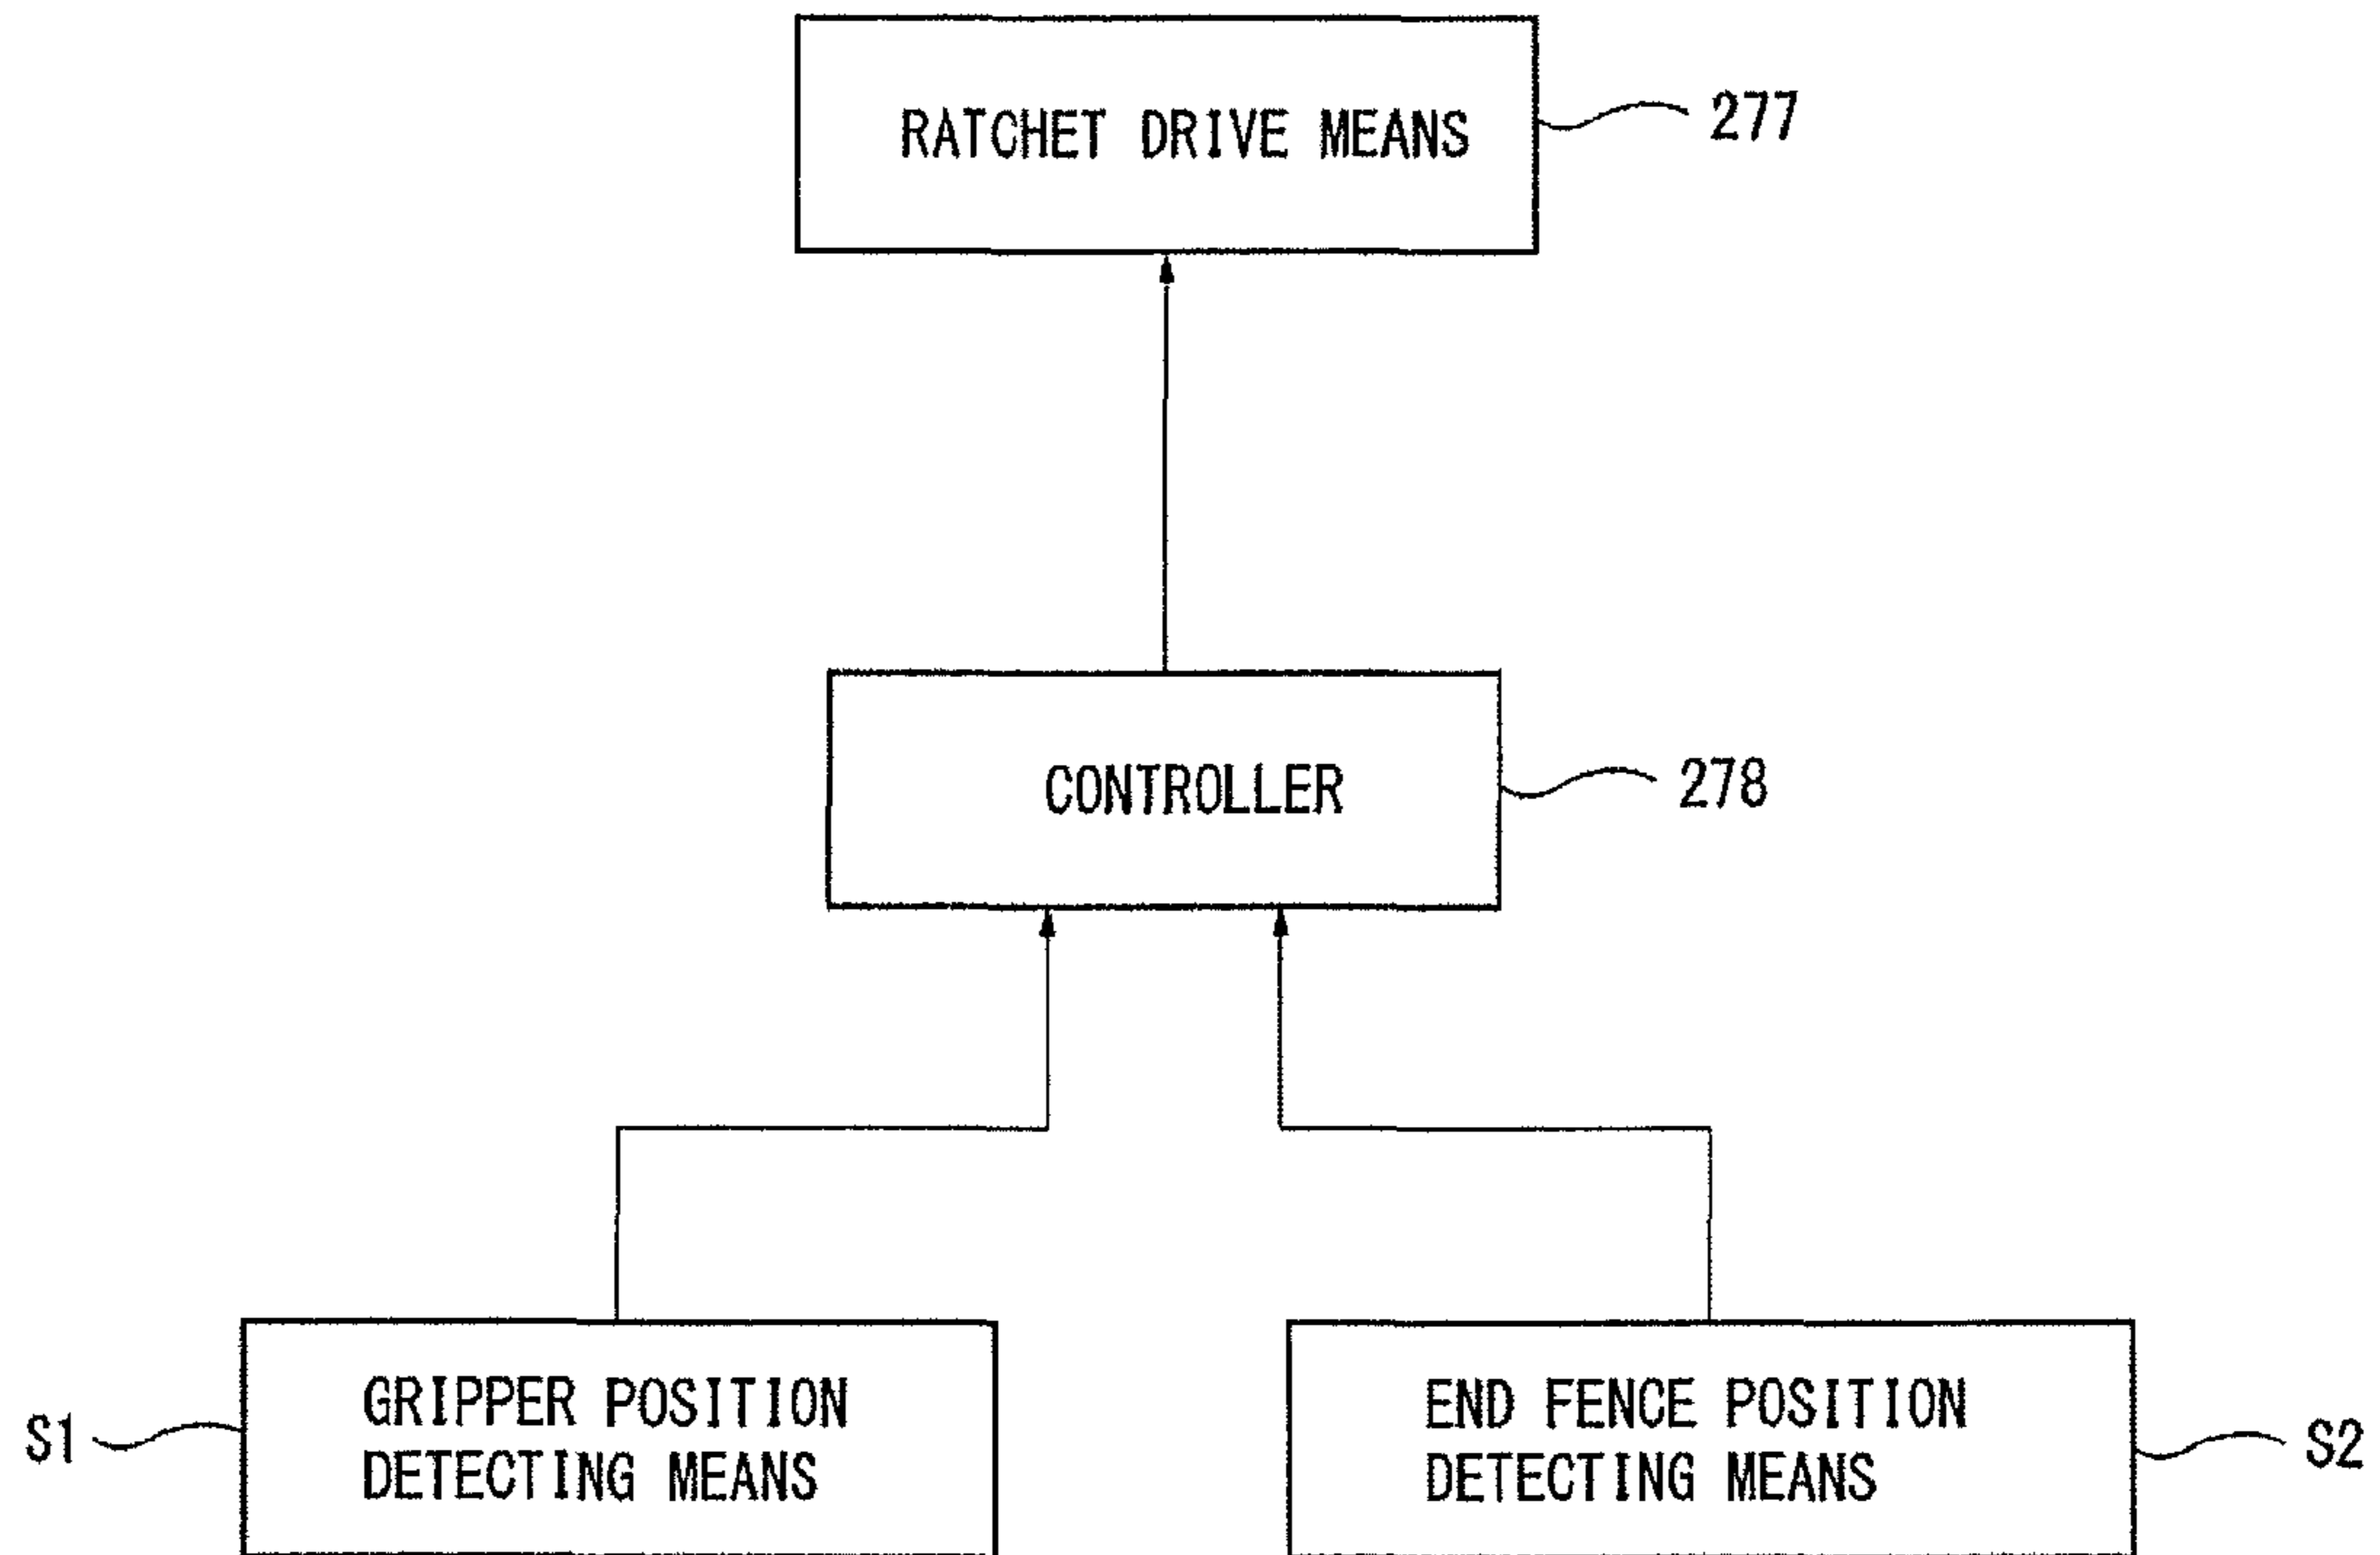 RATCHET DRIVE MEANS
277
CONTROLLER
278
S1
GRIPPER POSITION
DETECTING MEANS
END FENCE POSITION
DETECTING MEANS
S2